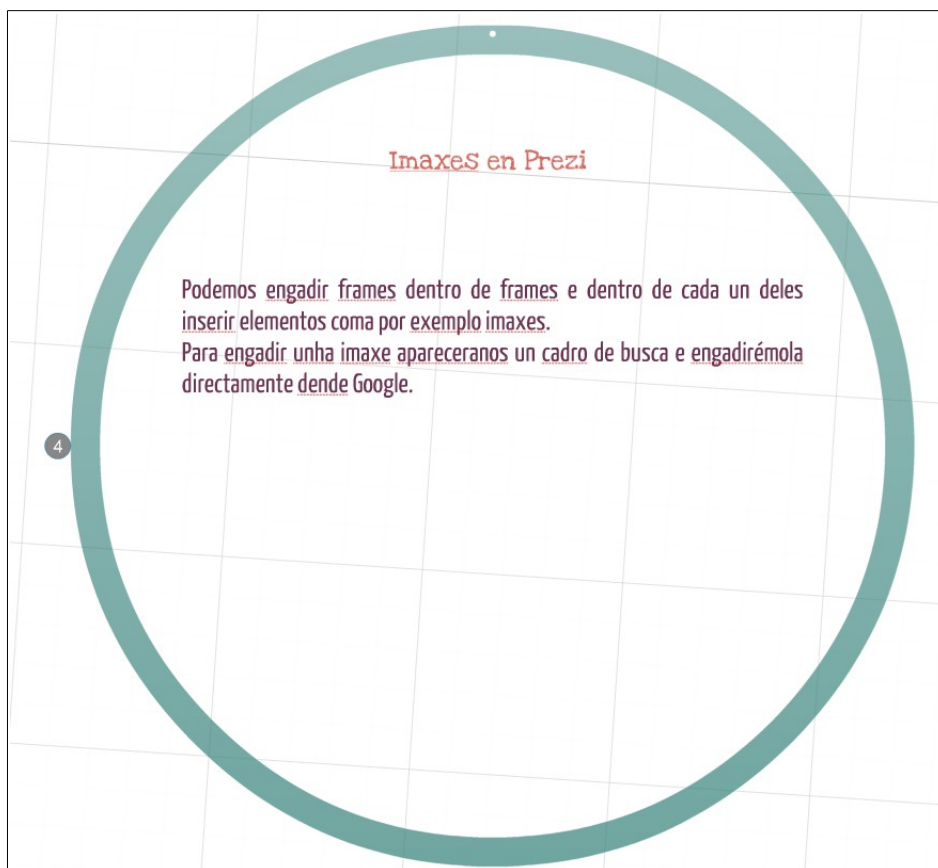 Imaxes en Prezi
Podemos engadir frames dentro de frames e dentro de cada un deles
inserir elementos coma por exemplo imaxes.
Para engadir unha imaxe apareceranos un cadro de busca e engadirémola
directamente dende Google.
4